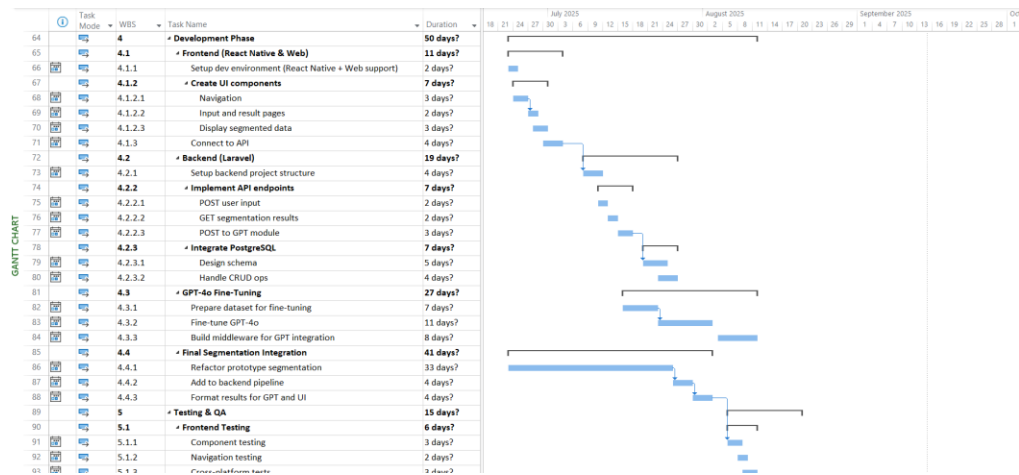 GANTT CHART
Task Mode WBS Task Name Duration
July 2025 August 2025 September 2025 Oct
18 21 24 27 30 3 6 9 12 15 18 21 24 27 30 2 5 8 11 14 17 20 23 26 29 1 4 7 10 13 16 19 22 25 28 1
64 4 Development Phase 50 days?
65 4.1 Frontend (React Native & Web) 11 days?
66 4.1.1 Setup dev environment (React Native + Web support) 2 days?
67 4.1.2 Create UI components 7 days?
68 4.1.2.1 Navigation 3 days?
69 4.1.2.2 Input and result pages 2 days?
70 4.1.2.3 Display segmented data 3 days?
71 4.1.3 Connect to API 4 days?
72 4.2 Backend (Laravel) 19 days?
73 4.2.1 Setup backend project structure 4 days?
74 4.2.2 Implement API endpoints 7 days?
75 4.2.2.1 POST user input 2 days?
76 4.2.2.2 GET segmentation results 2 days?
77 4.2.2.3 POST to GPT module 3 days?
78 4.2.3 Integrate PostgreSQL 7 days?
79 4.2.3.1 Design schema 5 days?
80 4.2.3.2 Handle CRUD ops 4 days?
81 4.3 GPT-4o Fine-Tuning 27 days?
82 4.3.1 Prepare dataset for fine-tuning 7 days?
83 4.3.2 Fine-tune GPT-4o 11 days?
84 4.3.3 Build middleware for GPT integration 8 days?
85 4.4 Final Segmentation Integration 41 days?
86 4.4.1 Refactor prototype segmentation 33 days?
87 4.4.2 Add to backend pipeline 4 days?
88 4.4.3 Format results for GPT and UI 4 days?
89 5 Testing & QA 15 days?
90 5.1 Frontend Testing 6 days?
91 5.1.1 Component testing 3 days?
92 5.1.2 Navigation testing 2 days?
93 5.1.3 Cross-platform tests 3 days?